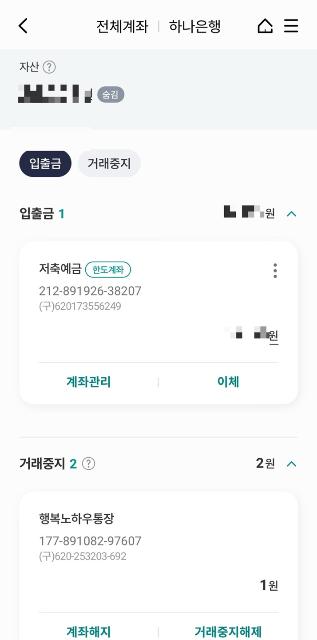 전체계좌 | 하나은행
자산 ?
숨김
입출금 거래중지
입출금 1 원
저축예금 한도계좌
212-891926-38207
(구)620173556249
원
계좌관리 | 이체
거래중지 2 ? 2원
행복노하우통장
177-891082-97607
(구)620-253203-692
1원
계좌해지 거래중지해제